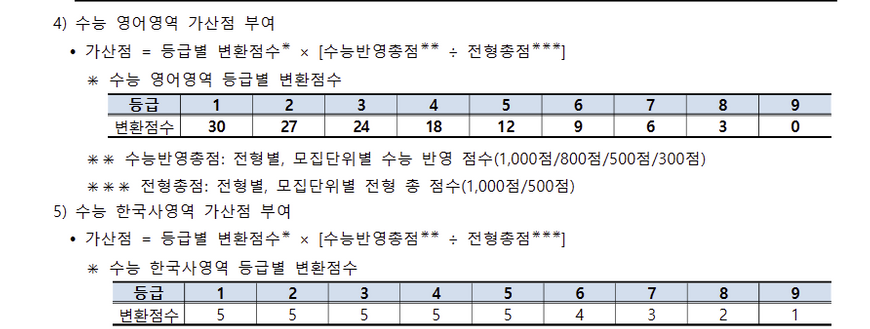 4) 수능 영어영역 가산점 부여
• 가산점 = 등급별 변환점수* × [수능반영총점** ÷ 전형총점***]
※ 수능 영어영역 등급별 변환점수
등급 1 2 3 4 5 6 7 8 9
변환점수 30 27 24 18 12 9 6 3 0
※※ 수능반영총점: 전형별, 모집단위별 수능 반영 점수(1,000점/800점/500점/300점)
※※※ 전형총점: 전형별, 모집단위별 전형 총 점수(1,000점/500점)
5) 수능 한국사영역 가산점 부여
• 가산점 = 등급별 변환점수* × [수능반영총점** ÷ 전형총점***]
※ 수능 한국사영역 등급별 변환점수
등급 1 2 3 4 5 6 7 8 9
변환점수 5 5 5 5 5 4 3 2 1